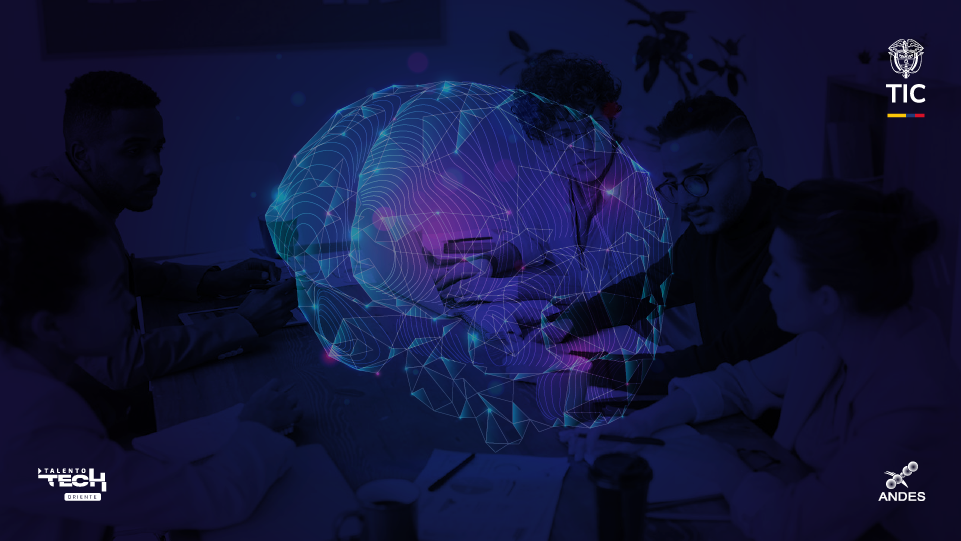 TIC
TALENTO
TECH
ORIENTE
ANDES